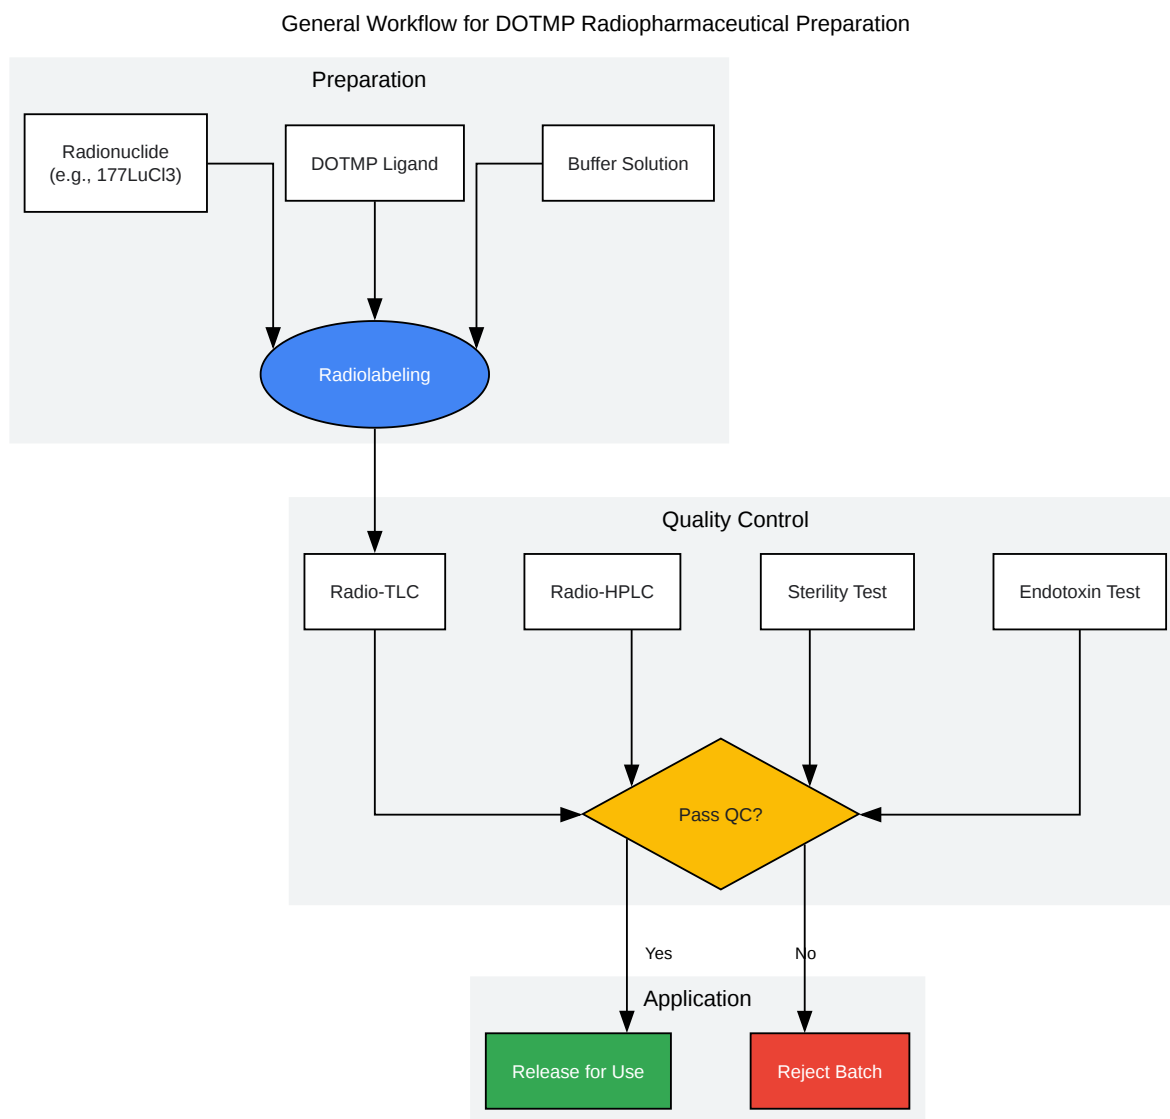 General Workflow for DOTMP Radiopharmaceutical Preparation
Preparation
Radionuclide
(e.g., 177LuCl3)
DOTMP Ligand
Buffer Solution
Radiolabeling
Quality Control
Radio-TLC
Radio-HPLC
Sterility Test
Endotoxin Test
Pass QC?
Yes
No
Application
Release for Use
Reject Batch